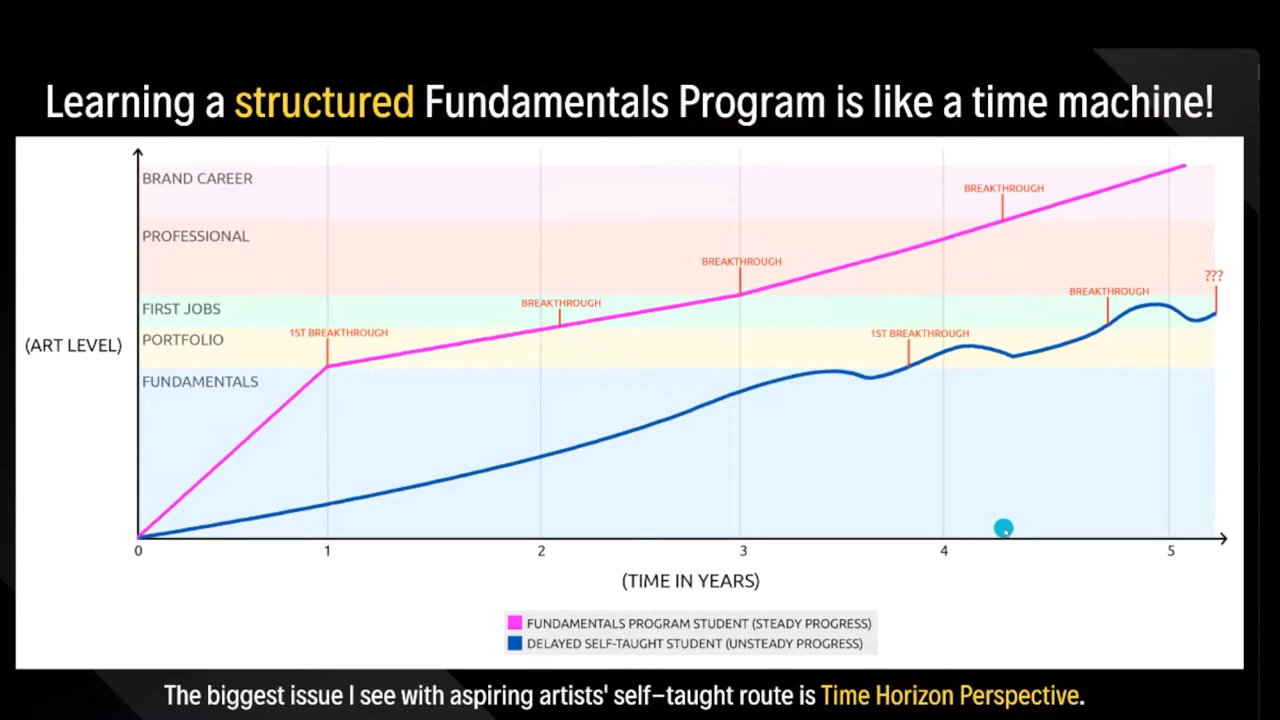 Learning a structured Fundamentals Program is like a time machine!
BRAND CAREER
BREAKTHROUGH
PROFESSIONAL
BREAKTHROUGH
???
BREAKTHROUGH
BREAKTHROUGH
FIRST JOBS
1ST BREAKTHROUGH
1ST BREAKTHROUGH
PORTFOLIO
(ART LEVEL)
FUNDAMENTALS
0 1 2 3 4 5
(TIME IN YEARS)
FUNDAMENTALS PROGRAM STUDENT (STEADY PROGRESS)
DELAYED SELF-TAUGHT STUDENT (UNSTEADY PROGRESS)
The biggest issue I see with aspiring artists' self-taught route is Time Horizon Perspective.